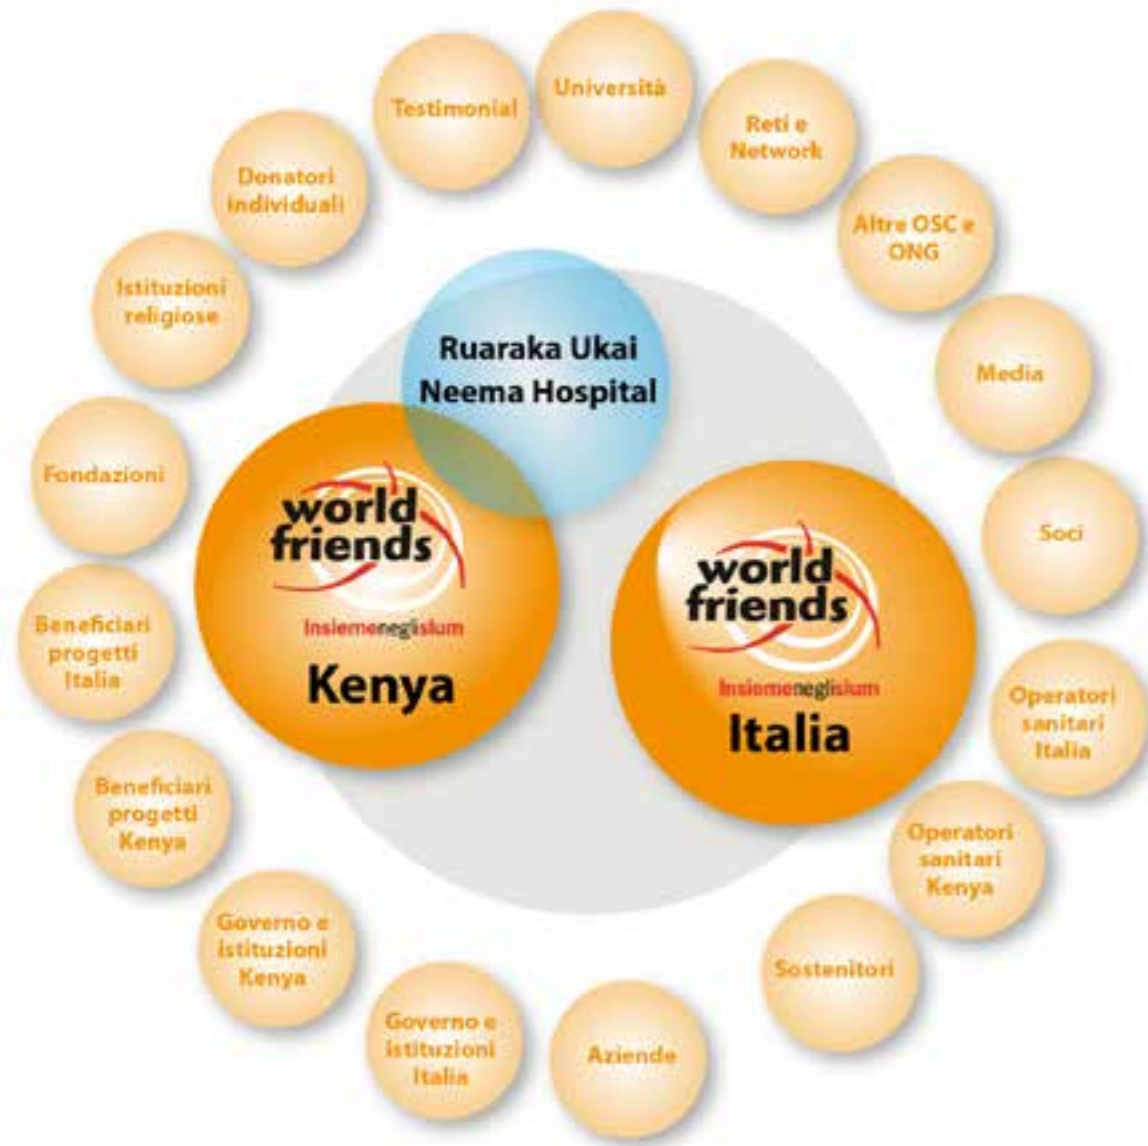 Testimonial
Università
Reti e
Network
Altre OSC e
ONG
Media
Soci
Operatori
sanitari
Italia
Operatori
sanitari
Kenya
Sostenitori
Aziende
Governo e
istituzioni
Italia
Governo e
istituzioni
Kenya
Beneficiari
progetti
Kenya
Beneficiari
progetti
Italia
Fondazioni
Istituzioni
religiose
Donatori
individuali
Ruaraka Ukai
Neema Hospital
world
friends
Insiemeneglislum
Kenya
world
friends
Insiemeneglislum
Italia